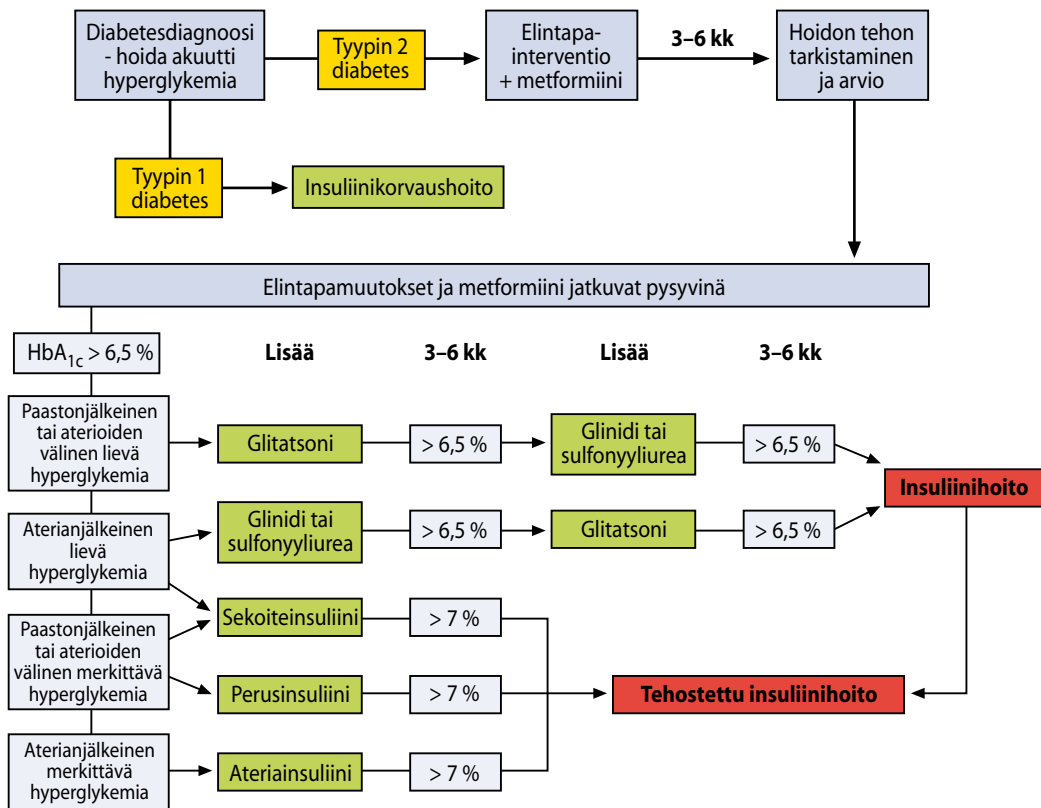 Diabetesdiagnoosi
- hoida akuutti
hyperglykemia
Tyypin 2
diabetes
Elintapa-
interventio
+ metformiini
3–6 kk
Hoidon tehon
tarkistaminen
ja arvio
Tyypin 1
diabetes
Insuliinikorvaushoito
Elintapamuutokset ja metformiini jatkuvat pysyvinä
HbA1c > 6,5 %
Lisää
3–6 kk
Lisää
3–6 kk
Paastonjälkeinen
tai aterioiden
välinen lievä
hyperglykemia
Glitatsoni
> 6,5 %
Glinidi tai
sulfonyyliurea
> 6,5 %
Insuliinihoito
Aterianjälkeinen
lievä
hyperglykemia
Glinidi tai
sulfonyyliurea
> 6,5 %
Glitatsoni
> 6,5 %
Sekoiteinsuliini
> 7 %
Paastonjälkeinen
tai aterioiden
välinen merkittävä
hyperglykemia
Perusinsuliini
> 7 %
Tehostettu insuliinihoito
Aterianjälkeinen
merkittävä
hyperglykemia
Ateriainsuliini
> 7 %